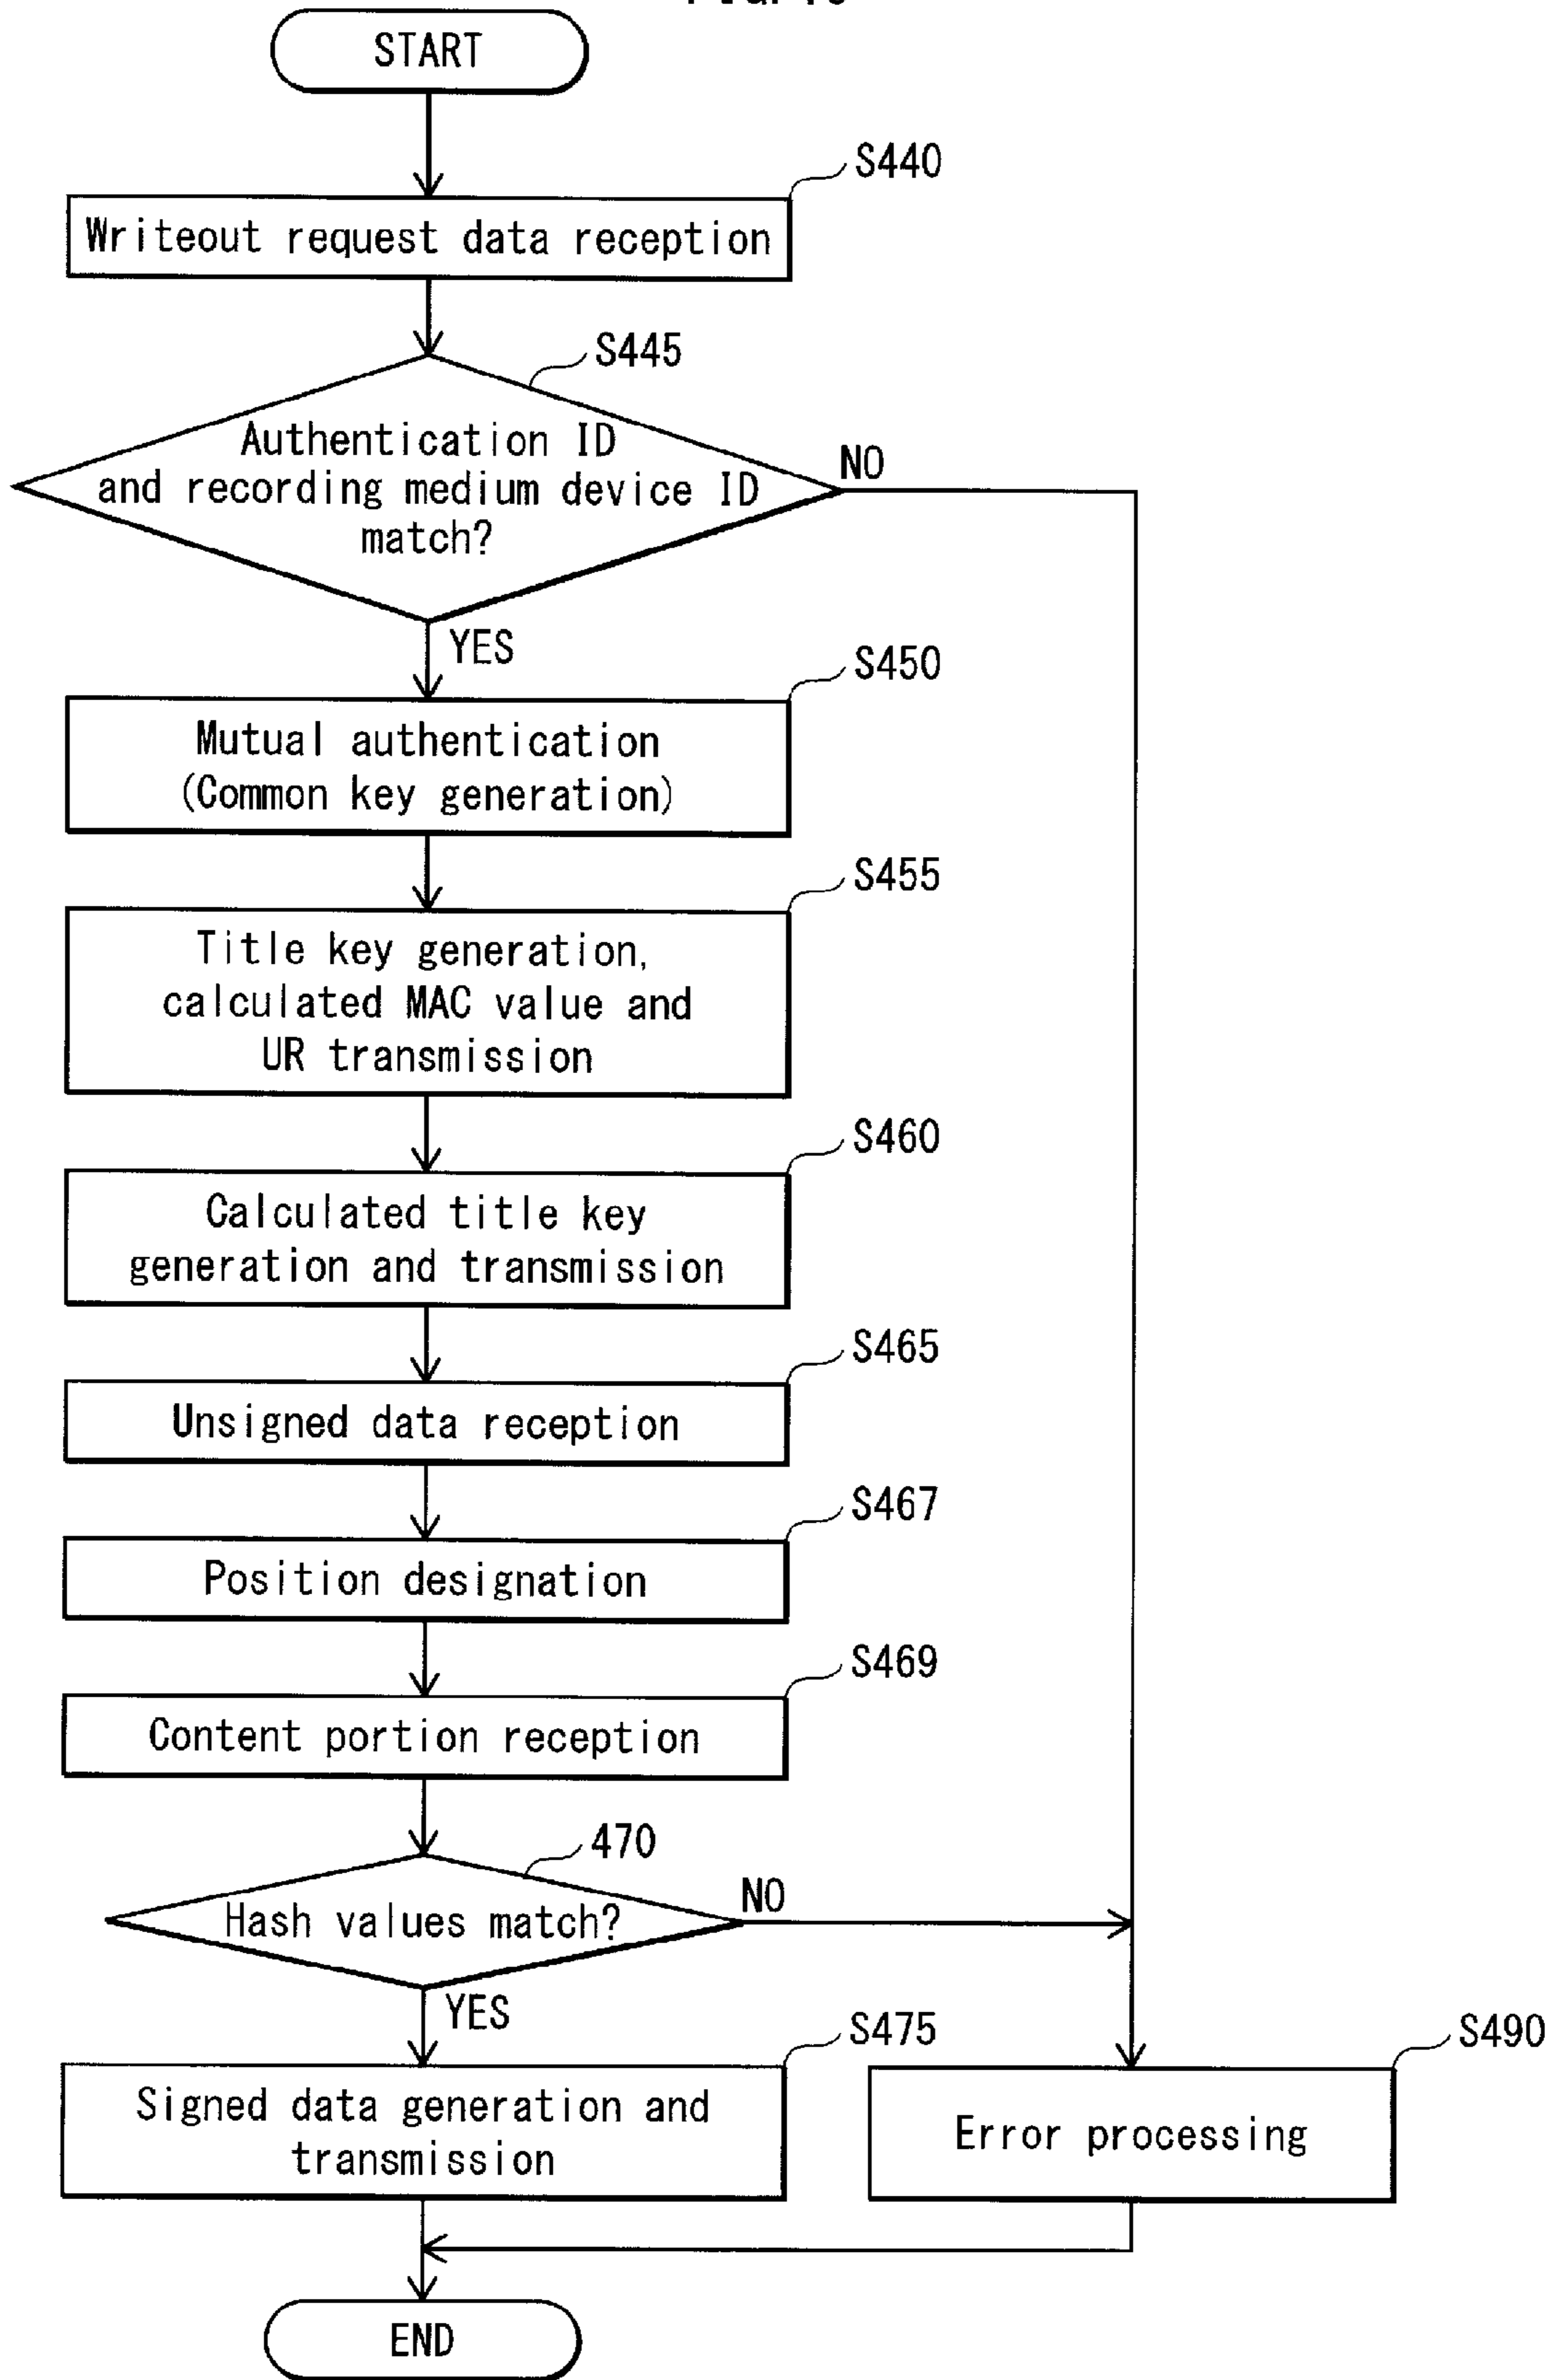 START
S440
Writeout request data reception
S445
Authentication ID
and recording medium device ID
match?
NO
YES
S450
Mutual authentication
(Common key generation)
S455
Title key generation,
calculated MAC value and
UR transmission
S460
Calculated title key
generation and transmission
S465
Unsigned data reception
S467
Position designation
S469
Content portion reception
470
Hash values match?
NO
YES
S475
Signed data generation and
transmission
S490
Error processing
END